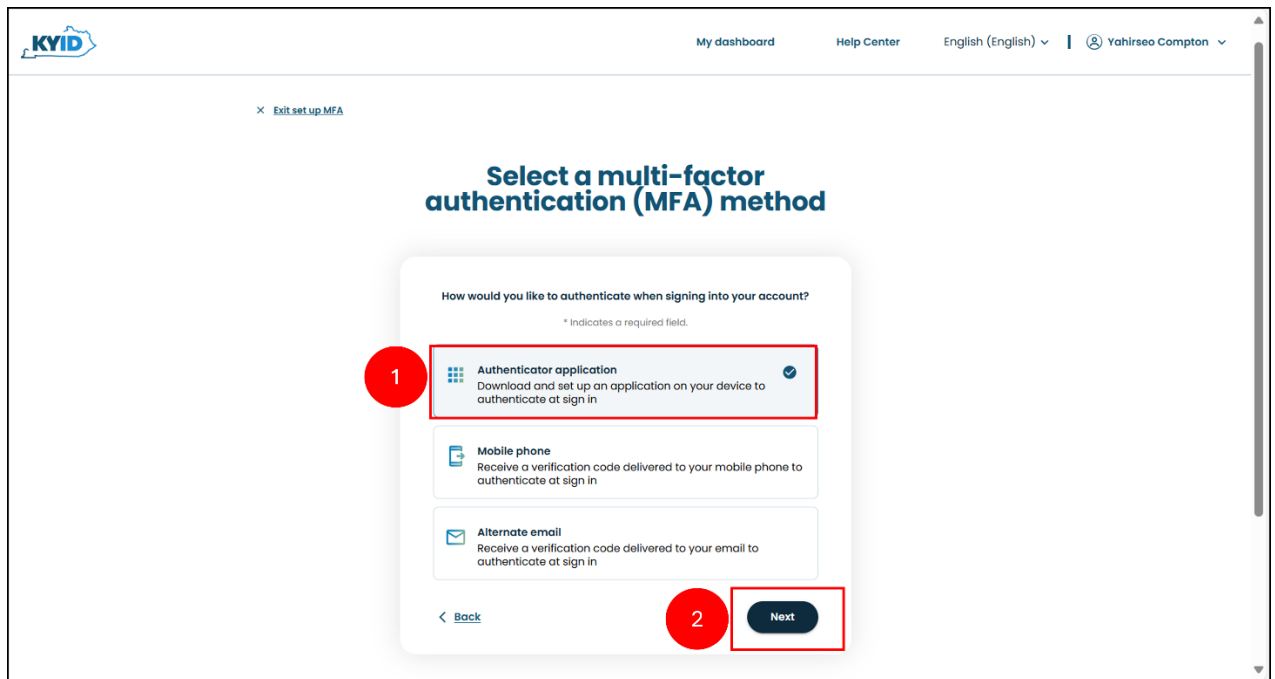 KYID
My dashboard Help Center English (English) Yahirseo Compton
Exit set up MFA
Select a multi-factor
authentication (MFA) method
How would you like to authenticate when signing into your account?
* Indicates a required field.
1
Authenticator application
Download and set up an application on your device to
authenticate at sign in
Mobile phone
Receive a verification code delivered to your mobile phone to
authenticate at sign in
Alternate email
Receive a verification code delivered to your email to
authenticate at sign in
Back
2
Next